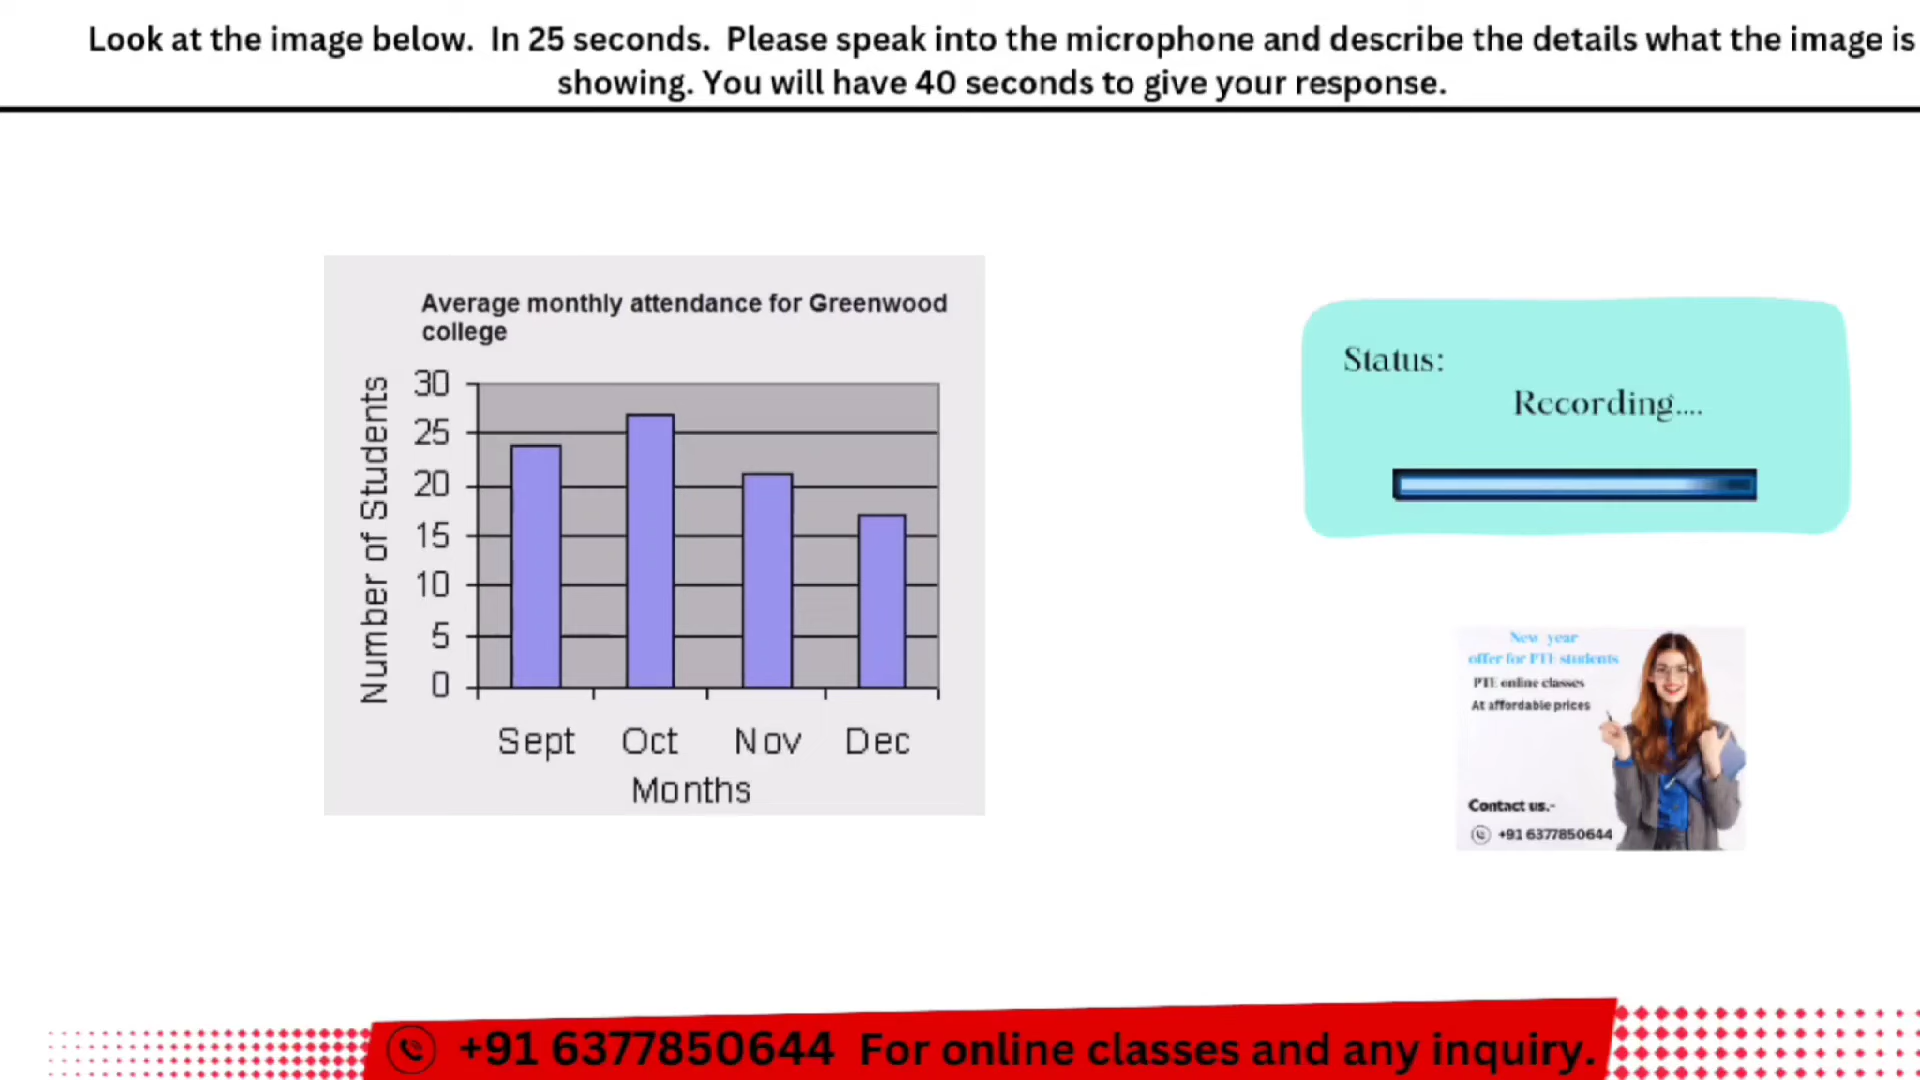 Look at the image below.  In 25 seconds.  Please speak into the microphone and describe the details what the image is
showing. You will have 40 seconds to give your response.
Average monthly attendance for Greenwood
college
Number of Students
30
25
20
15
10
5
0
Sept Oct Nov Dec
Months
Status:
Recording....
New year
offer for PTE students
PTE online classes
At affordable prices
Contact us.-
+91 6377850644
+91 6377850644 For online classes and any inquiry.